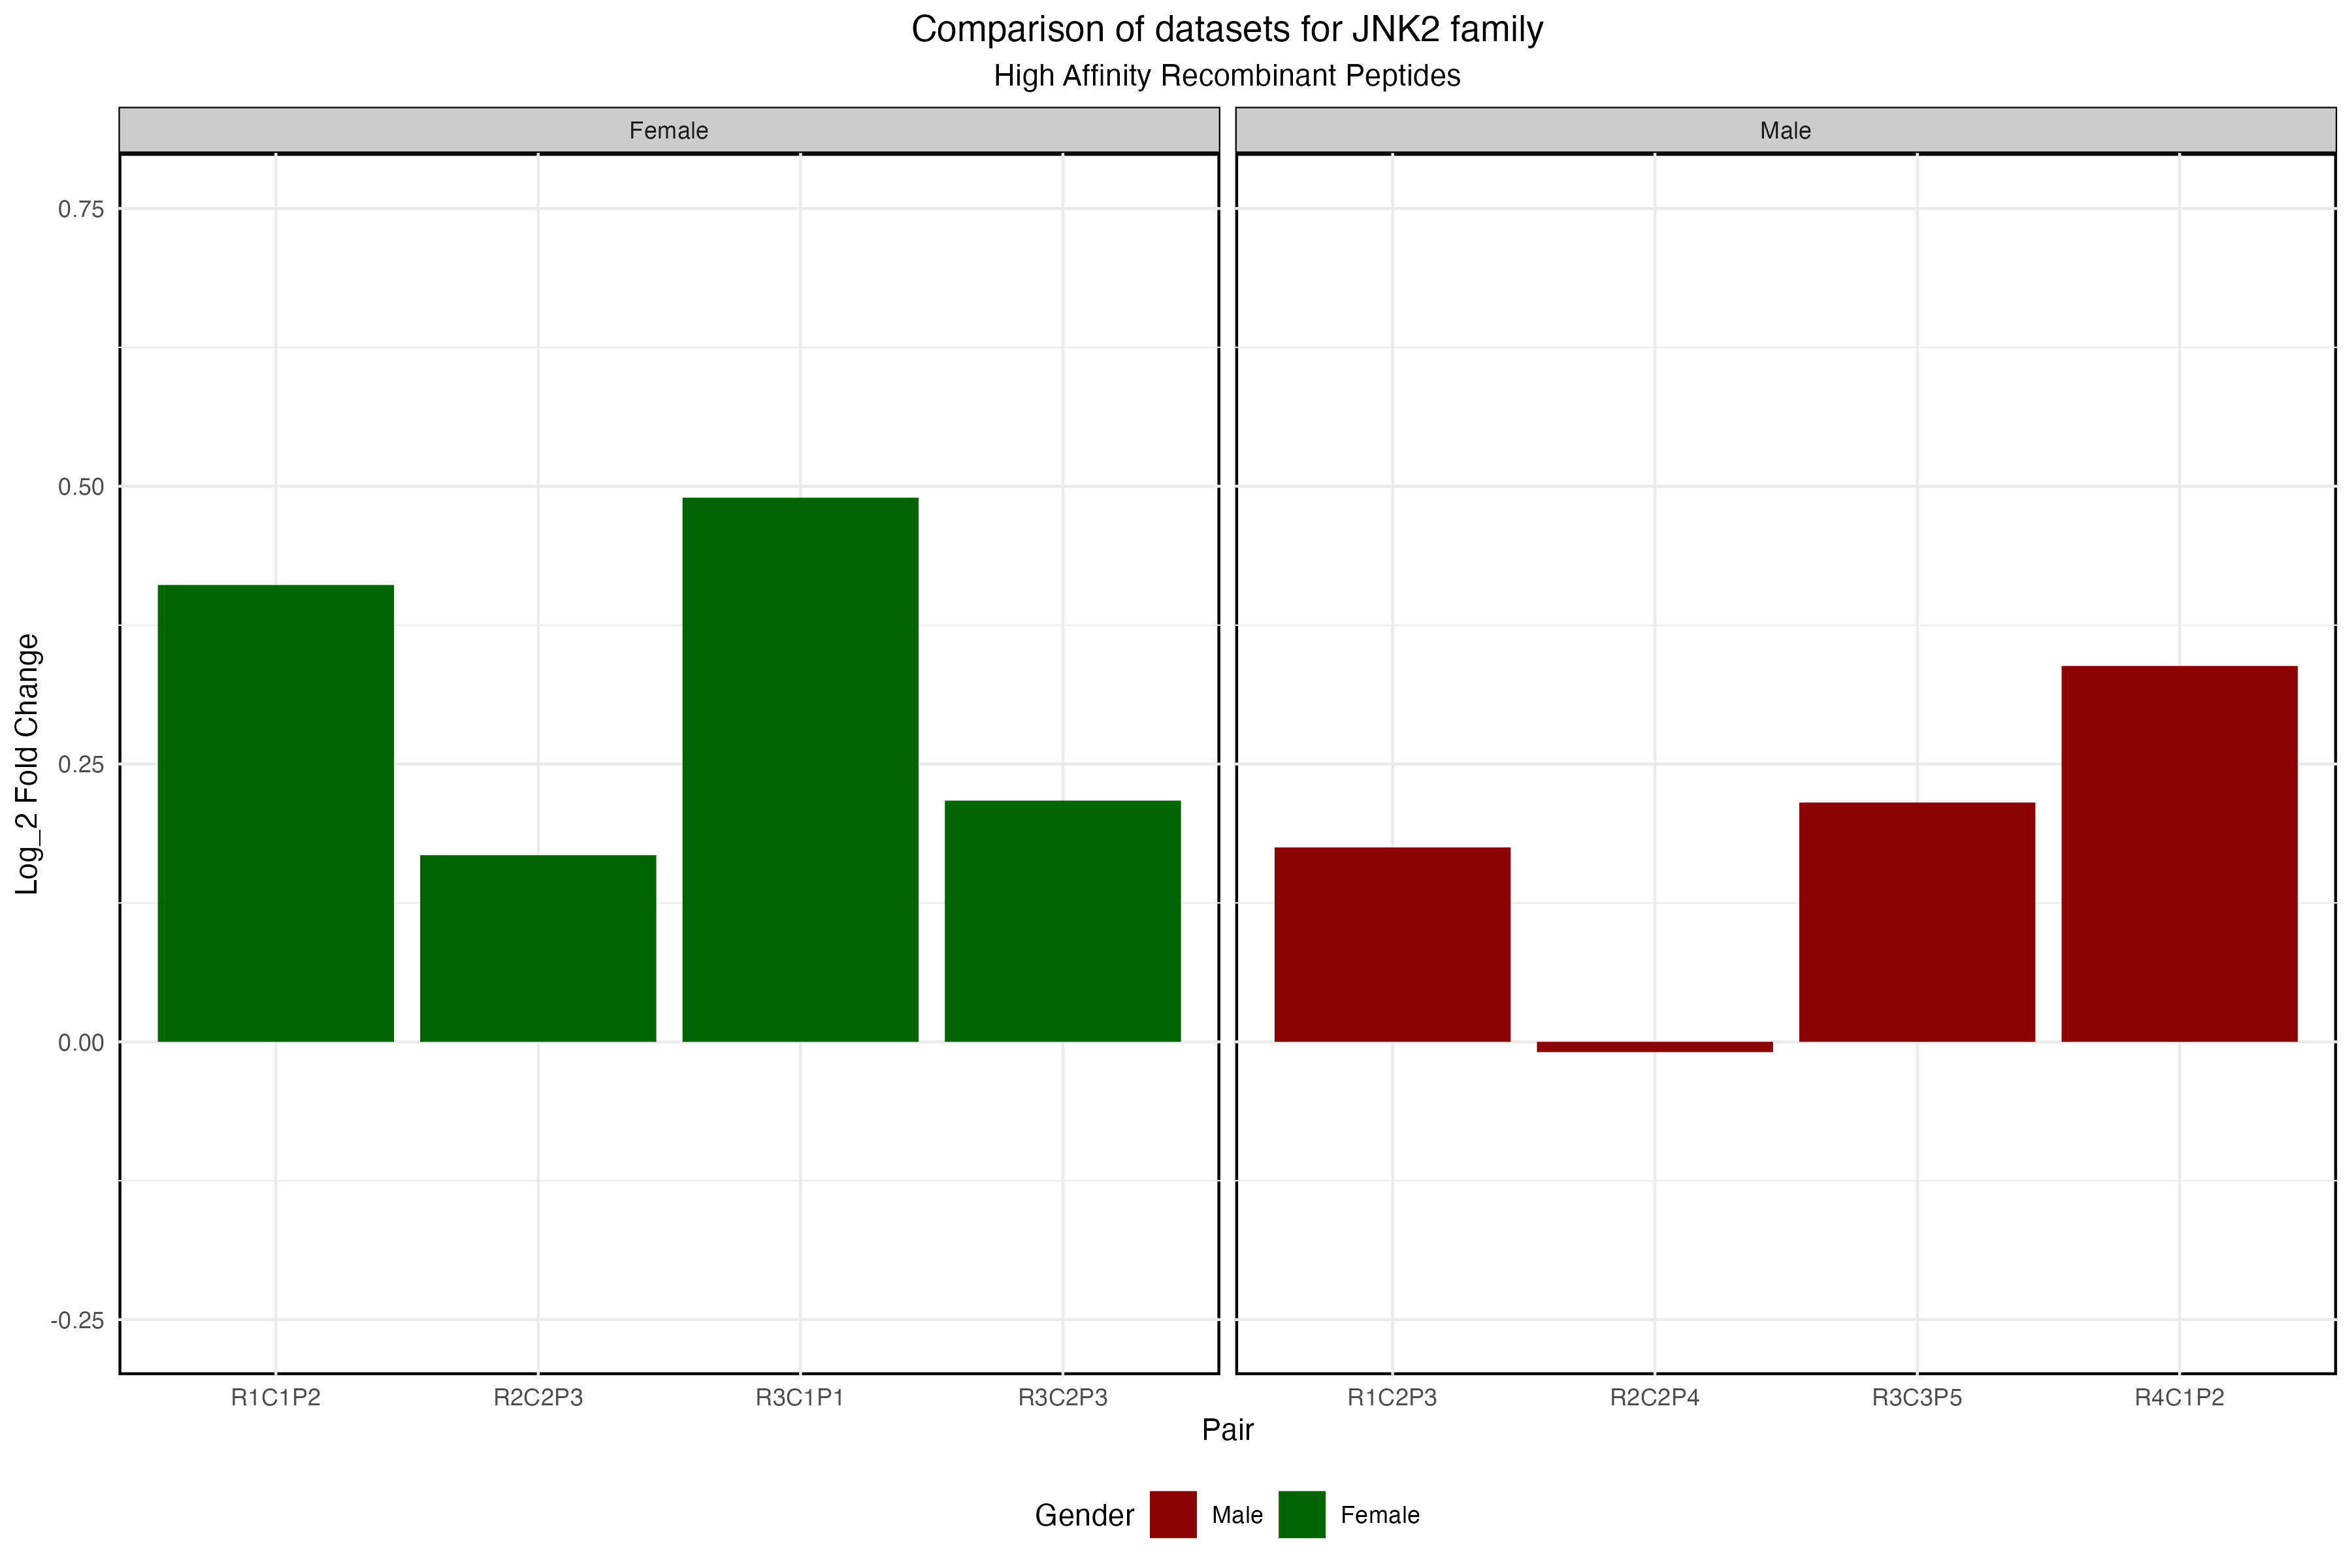 Comparison of datasets for JNK2 family
High Affinity Recombinant Peptides
Female
Male
0.75
0.50
0.25
0.00
-0.25
Log_2 Fold Change
R1C1P2 R2C2P3 R3C1P1 R3C2P3 R1C2P3 R2C2P4 R3C3P5 R4C1P2
Pair
Gender Male Female